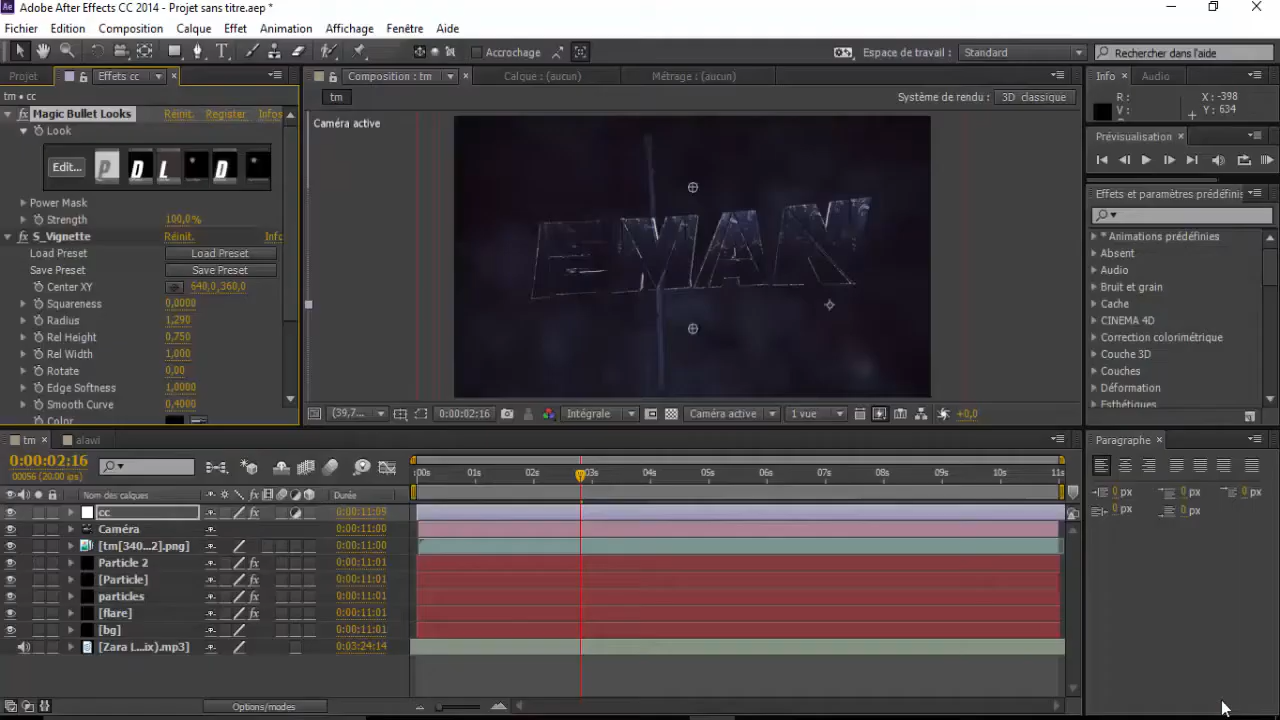 Adobe After Effects CC 2014 - Projet sans titre.aep *
Fichier Edition Composition Calque Effet Animation Affichage Fenêtre Aide
Accrochage Espace de travail : Standard Rechercher dans l'aide
Projet Effets cc Composition : tm Calque : (aucun) Métrage : (aucun) Info Audio
tm • cc tm Système de rendu : 3D classique R : X : -398
V : Y : 634
Magic Bullet Looks Réinit. Register Infos Caméra active
Look
Edit... P D L * D * Prévisualisation
Power Mask
Strength 100,0% Effets et paramètres prédéfinis
S_Vignette Réinit. Info
Load Preset Load Preset
Save Preset Save Preset
Center XY 640,0,360,0
Squareness 0,0000
Radius 1,290
Rel Height 0,750
Rel Width 1,000
Rotate 0,00
Edge Softness 1,0000
Smooth Curve 0,4000
Color
EMAN
* Animations prédéfinies
Absent
Audio
Bruit et grain
Cache
CINEMA 4D
Correction colorimétrique
Couche 3D
Couches
Déformation
Esthétiques
(39,7... 0:00:02:16 Intégrale Caméra active 1 vue +0,0
tm alawi Paragraphe
0:00:02:16
00056 (20.00 ips) :00s 01s 02s 03s 04s 05s 06s 07s 08s 09s 10s 11s
Nom des calques Durée
cc 0:00:11:05
Caméra 0:00:11:00
[tm[340...2].png] 0:00:11:00
Particle 2 0:00:11:01
[Particle] 0:00:11:01
particles 0:00:11:01
[flare] 0:00:11:01
[bg] 0:00:11:01
[Zara l...ix).mp3] 0:03:24:14
0 px 0 px 0 px
0 px 0 px
Options/modes